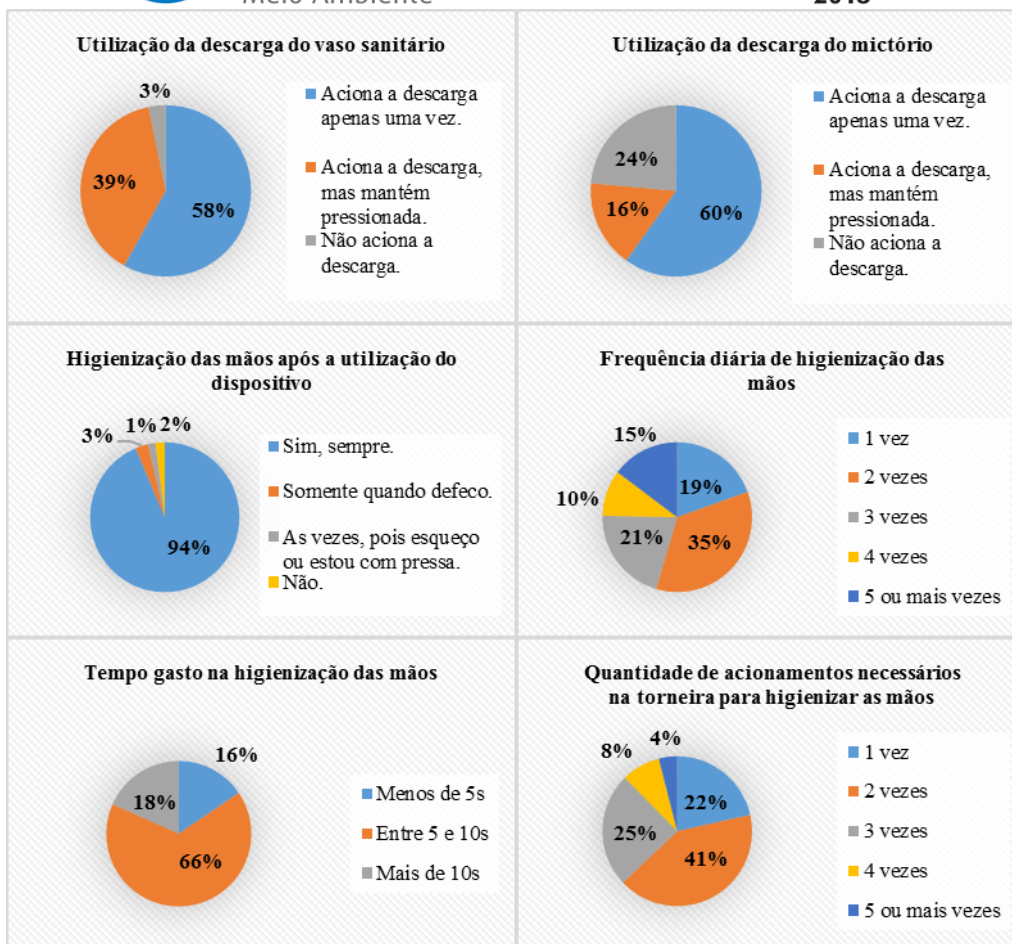 Meio Ambiente
2018
Utilização da descarga do vaso sanitário
3%
39%
58%
Aciona a descarga
apenas uma vez.
Aciona a descarga,
mas mantém
pressionada.
Não aciona a
descarga.
Utilização da descarga do mictório
24%
16%
60%
Aciona a descarga
apenas uma vez.
Aciona a descarga,
mas mantém
pressionada.
Não aciona a
descarga.
Higienização das mãos após a utilização do
dispositivo
3%
1%
2%
94%
Sim, sempre.
Somente quando defeco.
As vezes, pois esqueço
ou estou com pressa.
Não.
Frequência diária de higienização das
mãos
15%
10%
19%
21%
35%
1 vez
2 vezes
3 vezes
4 vezes
5 ou mais vezes
Tempo gasto na higienização das mãos
16%
18%
66%
Menos de 5s
Entre 5 e 10s
Mais de 10s
Quantidade de acionamentos necessários
na torneira para higienizar as mãos
8%
4%
22%
25%
41%
1 vez
2 vezes
3 vezes
4 vezes
5 ou mais vezes